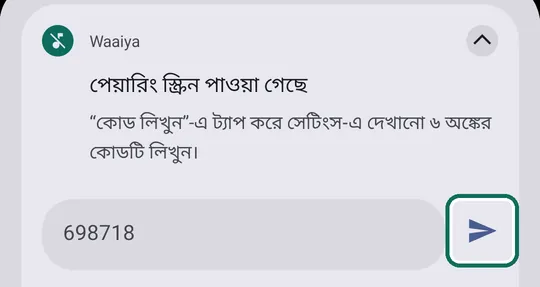 Waaiya
পেয়ারিং স্ক্রিন পাওয়া গেছে
“কোড লিখুন”-এ ট্যাপ করে সেটিংস-এ দেখানো ৬ অঙ্কের
কোডটি লিখুন।
698718